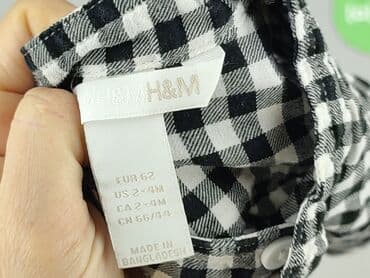 H&M H&M
EUR 62
US 2-4M
CA 2-4M
CN 66/44
MADE IN
BANGLADESH